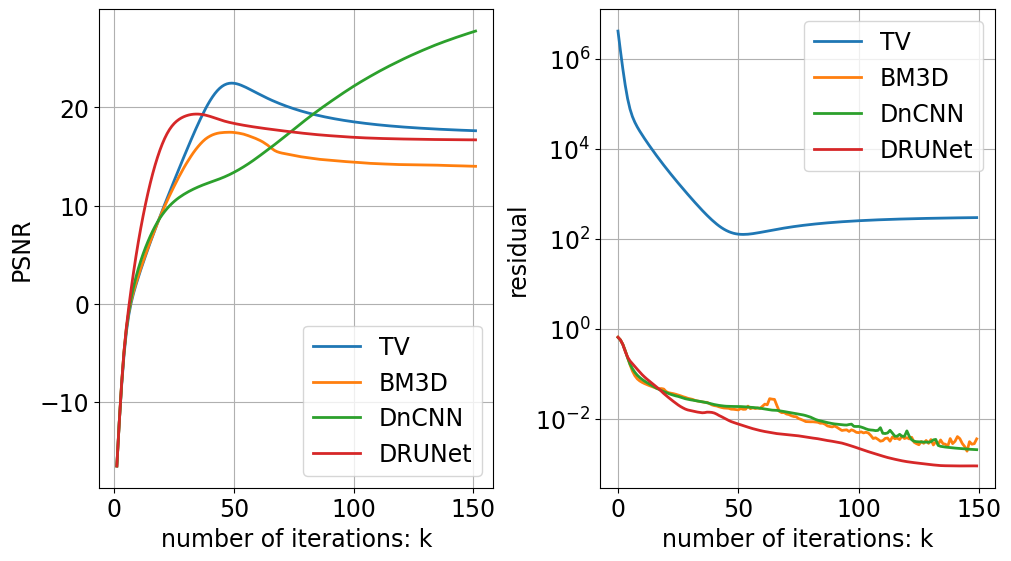 PSNR
20
10
0
−10
0
50
100
150
number of iterations: k
TV
BM3D
DnCNN
DRUNet
residual
10^6
10^4
10^2
10^0
10^−2
0
50
100
150
number of iterations: k
TV
BM3D
DnCNN
DRUNet